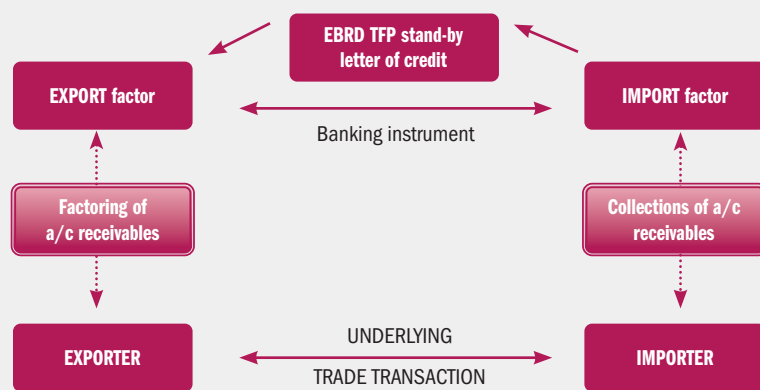 EBRD TFP stand-by
letter of credit
EXPORT factor
IMPORT factor
Banking instrument
Factoring of
a/c receivables
Collections of a/c
receivables
UNDERLYING
EXPORTER
IMPORTER
TRADE TRANSACTION